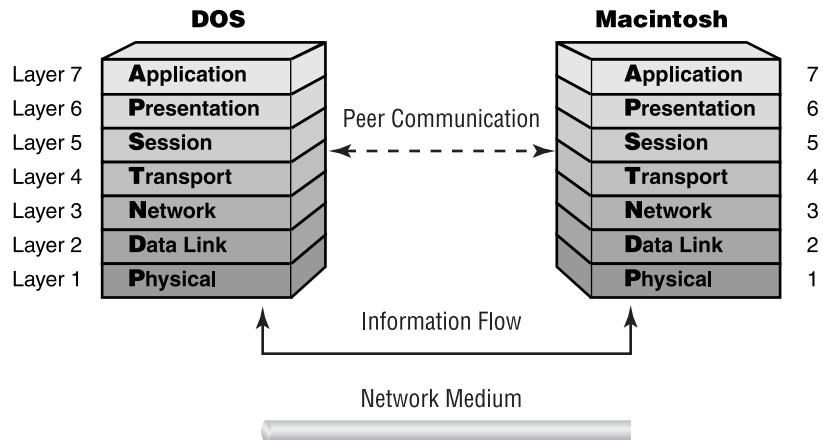 DOS Macintosh
Layer 7 Application Application 7
Layer 6 Presentation Presentation 6
Peer Communication
Layer 5 Session Session 5
Layer 4 Transport Transport 4
Layer 3 Network Network 3
Layer 2 Data Link Data Link 2
Layer 1 Physical Physical 1
Information Flow
Network Medium